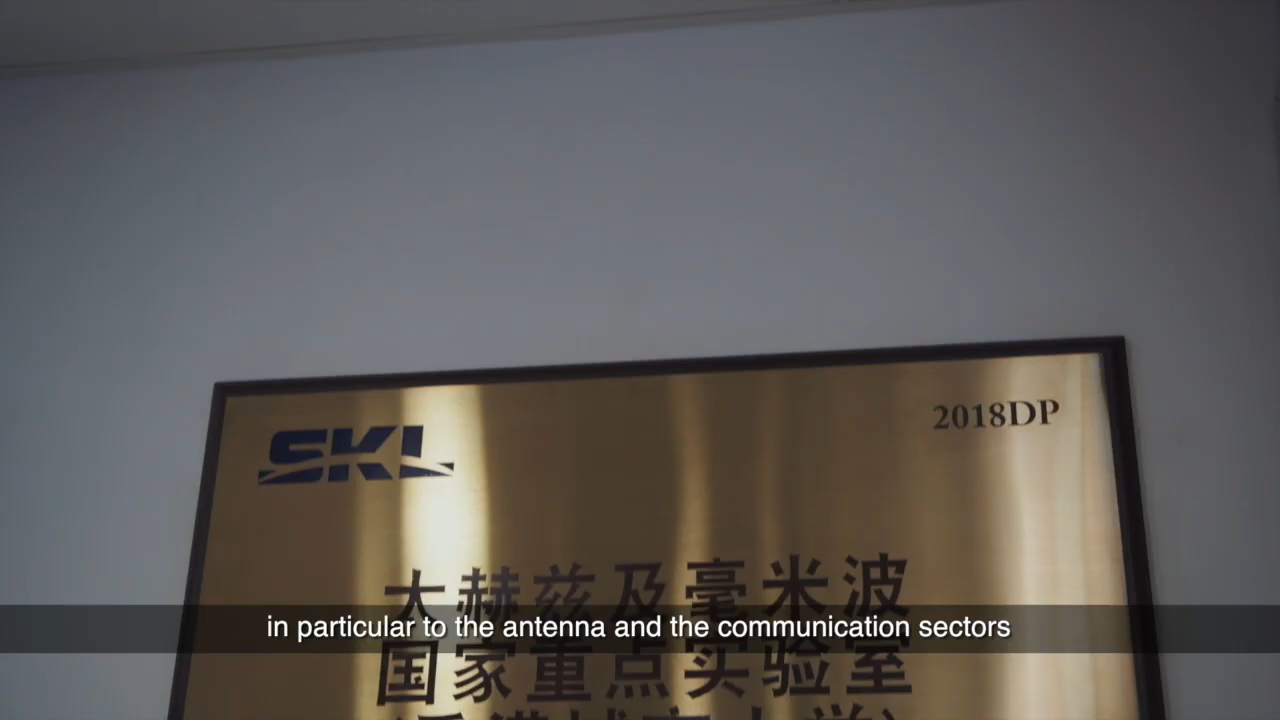 SKL
2018DP
太赫兹及毫米波
in particular to the antenna and the communication sectors
国家重点实验室